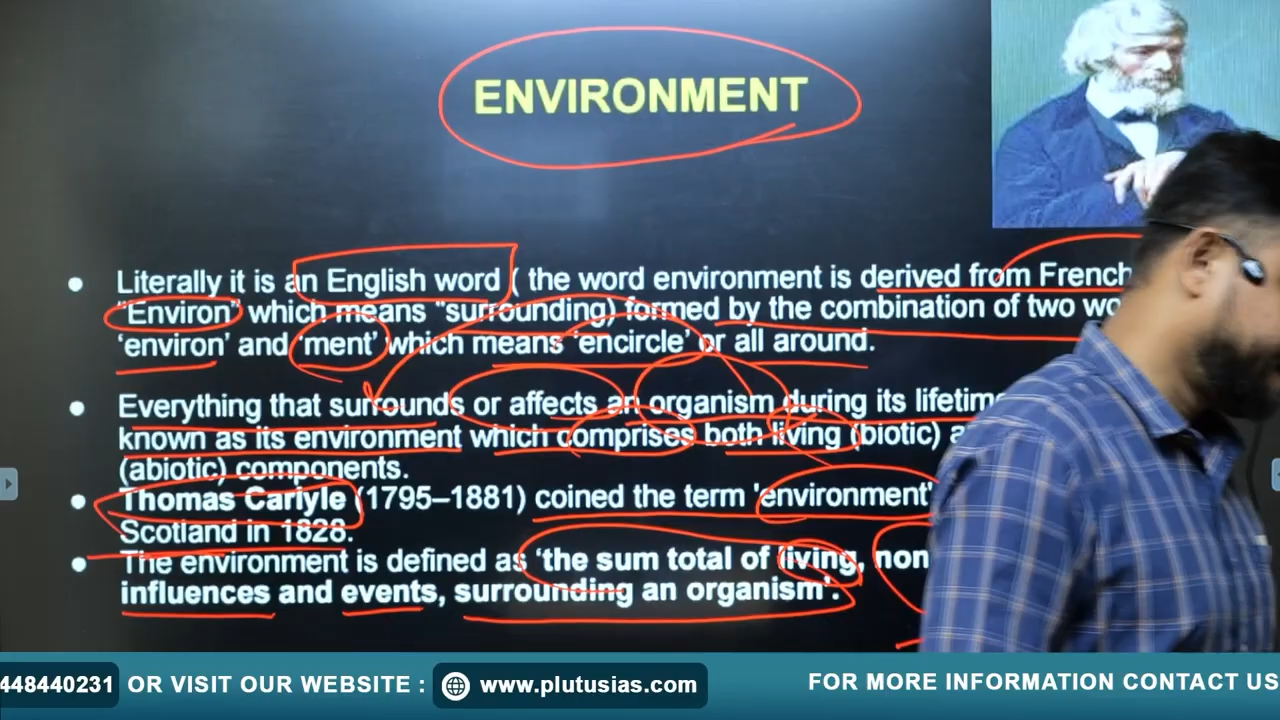 ENVIRONMENT
• Literally it is an English word ( the word environment is derived from French
“Environ” which means “surrounding) formed by the combination of two
‘environ’ and ‘ment’ which means ‘encircle’ or all around.
• Everything that surrounds or affects an organism during its
known as its environment which comprises both living (biotic)
(abiotic) components.
• Thomas Carlyle (1795–1881) coined the term 'environment'
Scotland in 1828.
• The environment is defined as ‘the sum total of living, non
influences and events, surrounding an organism’.
448440231 OR VISIT OUR WEBSITE : www.plutusias.com FOR MORE INFORMATION CONTACT US